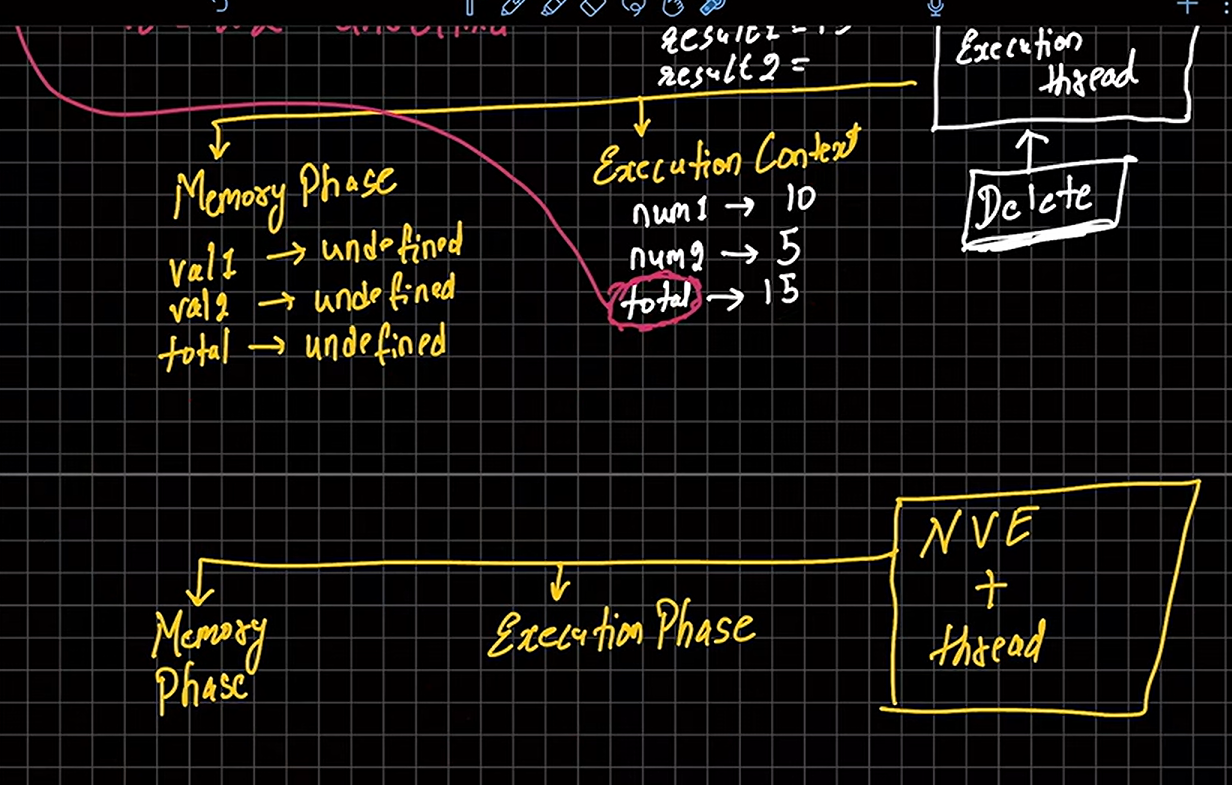 result2 =
Execution
thread
Memory Phase
val1 → undefined
val2 → undefined
total → undefined
Execution Context
num1 → 10
num2 → 5
total → 15
Delete
Memory
Phase
Execution Phase
NVE
+
thread